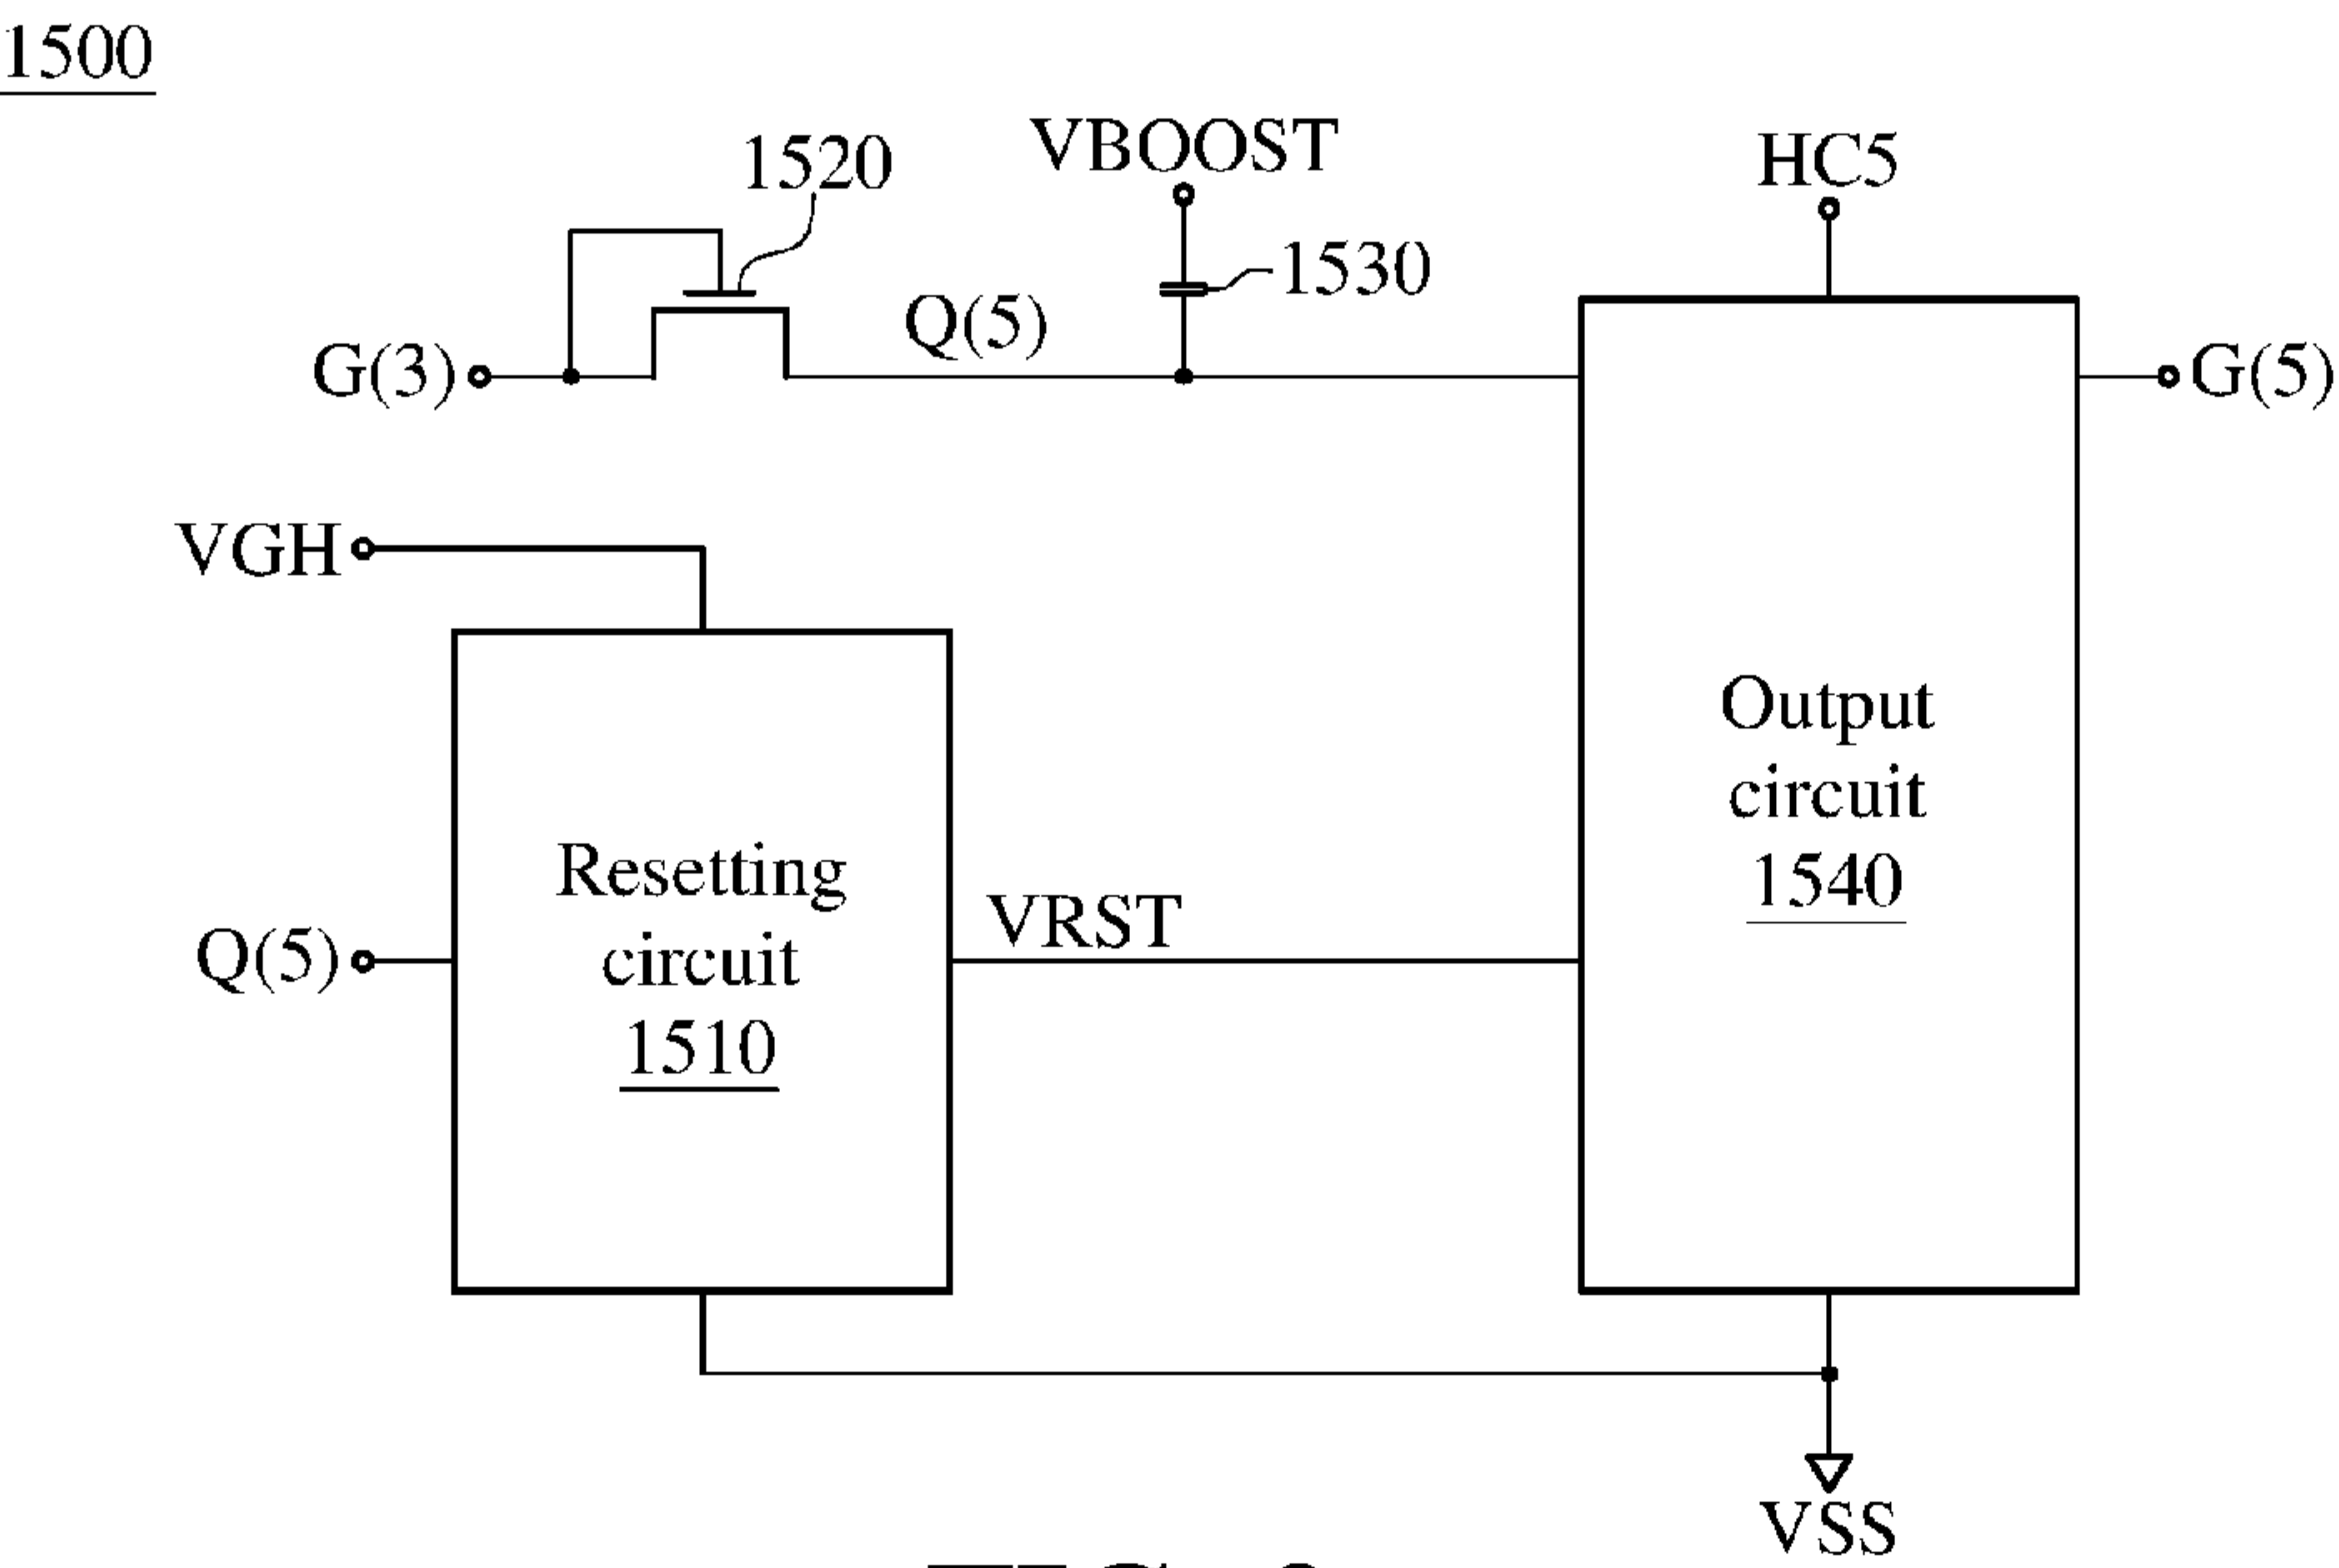 1500
1520
VBOOST
HC5
1530
Q(5)
G(3)
G(5)
VGH
Output
circuit
1540
Resetting
circuit
1510
VRST
Q(5)
VSS